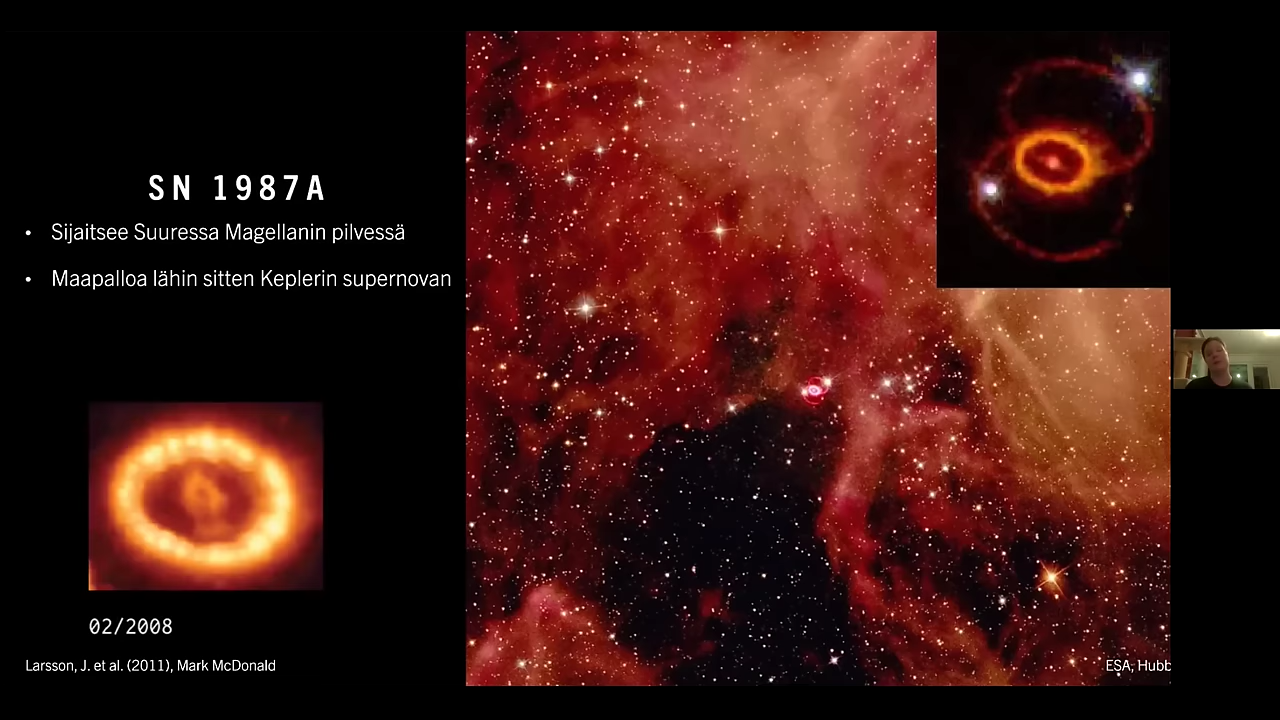 SN 1987A
• Sijaitsee Suuressa Magellanin pilvessä
• Maapalloa lähin sitten Keplerin supernovan
02/2008
Larsson, J. et al. (2011), Mark McDonald
ESA, Hubb